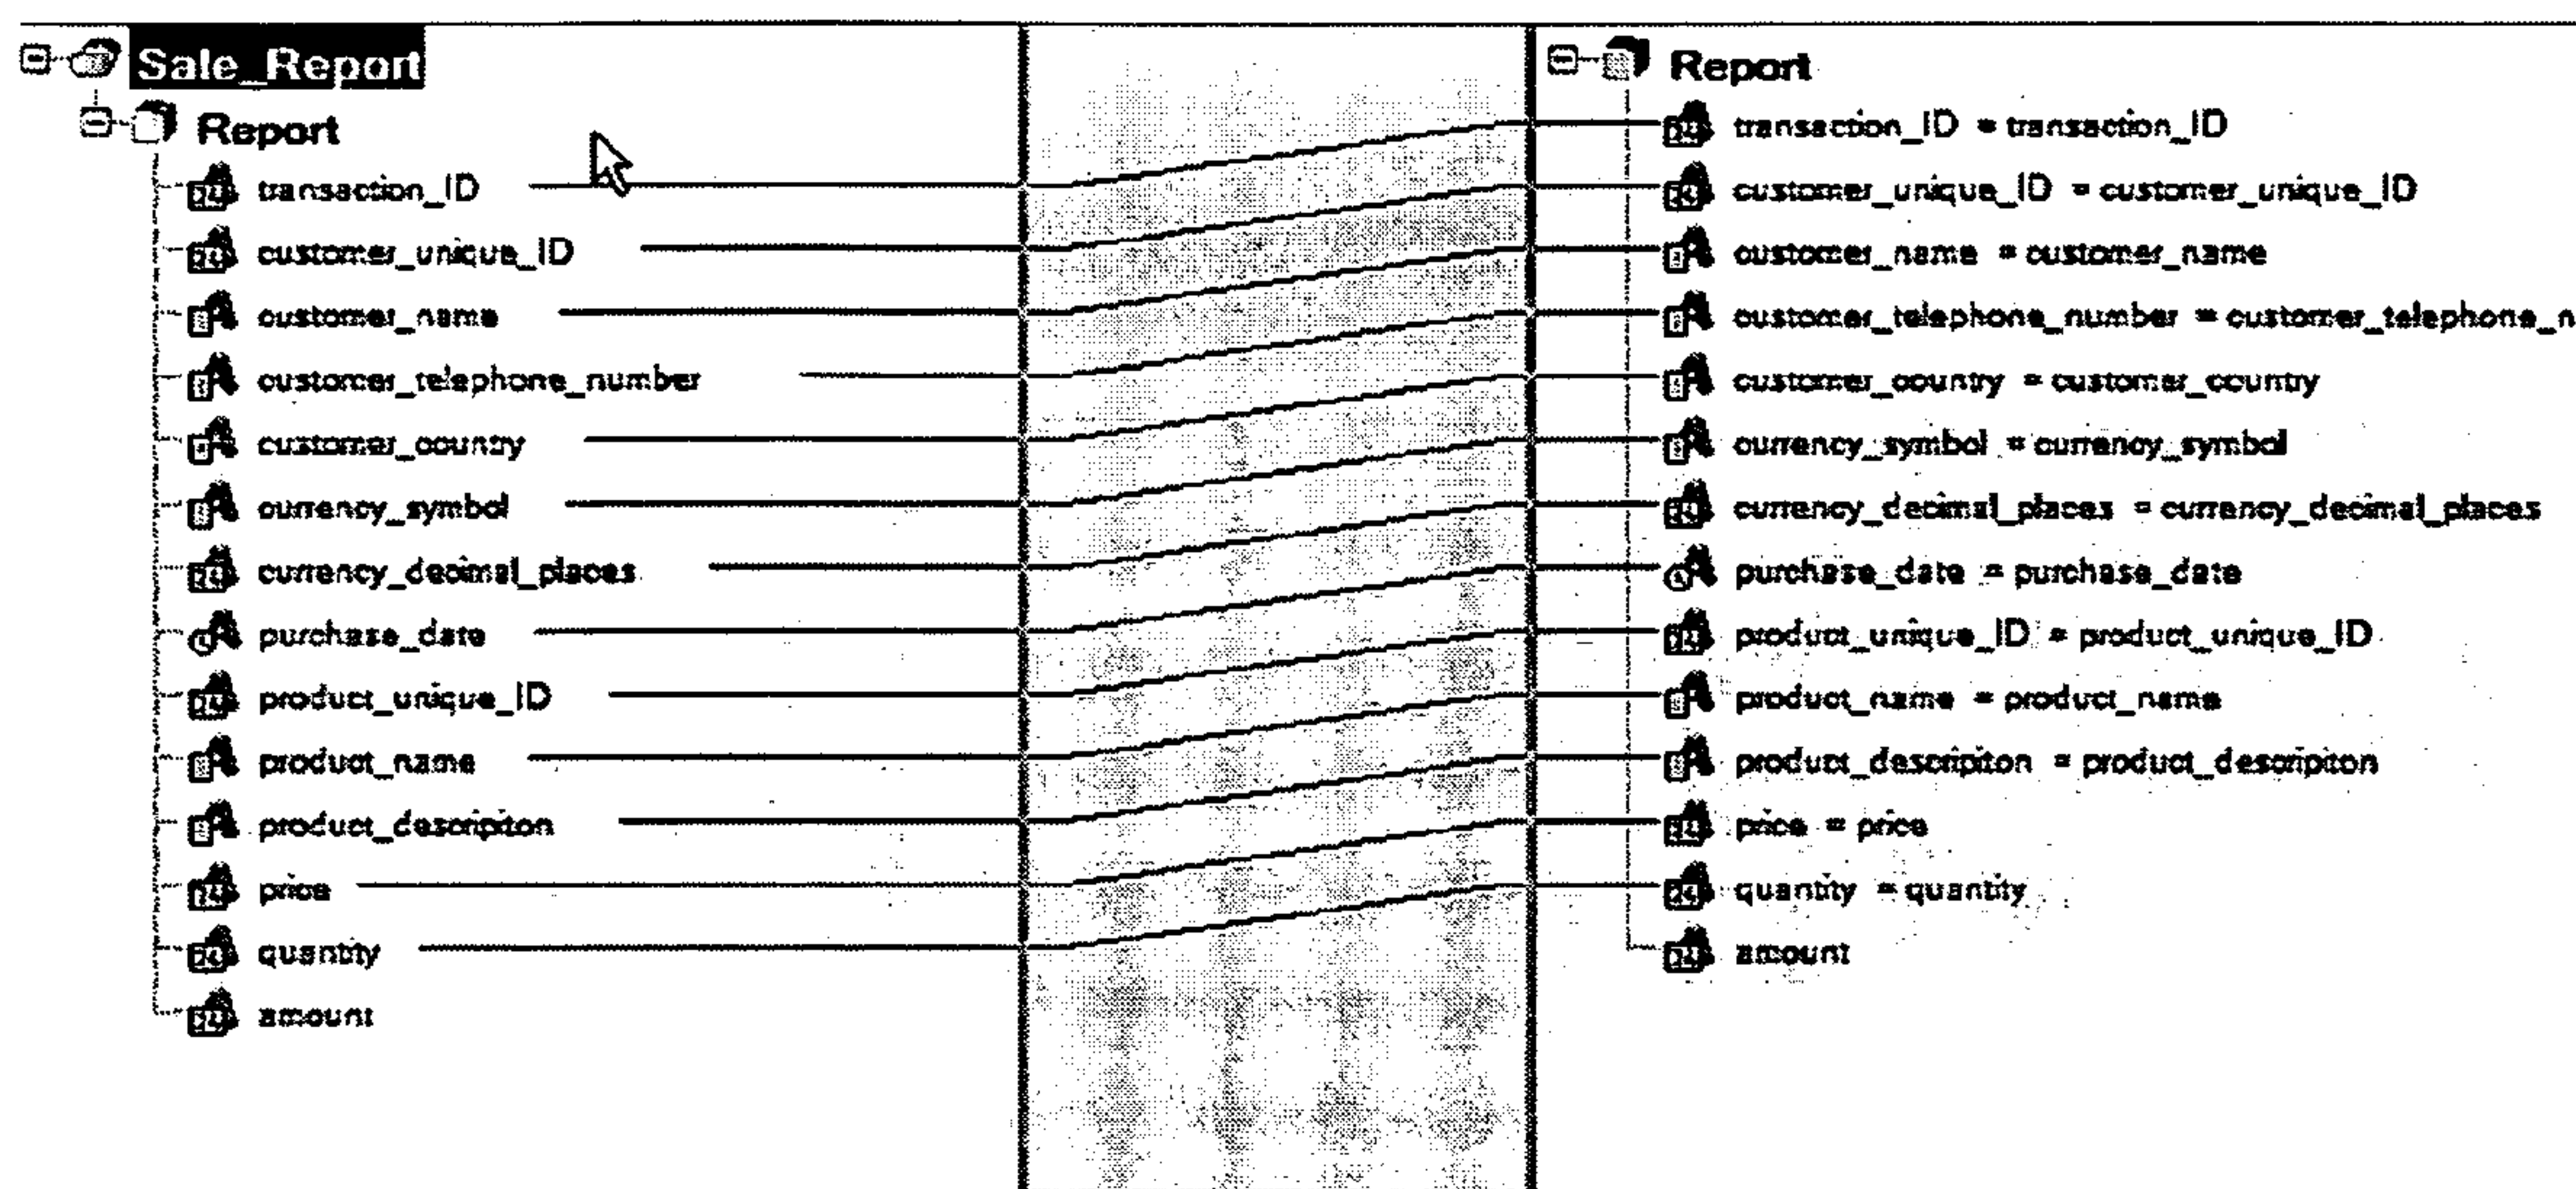 Sale_Report
Report
transaction_ID
customer_unique_ID
customer_name
customer_telephone_number
customer_country
currency_symbol
currency_decimal_places
purchase_date
product_unique_ID
product_name
product_descripiton
price
quantity
amount
Report
transaction_ID = transaction_ID
customer_unique_ID = customer_unique_ID
customer_name = customer_name
customer_telephone_number = customer_telephone_n
customer_country = customer_country
currency_symbol = currency_symbol
currency_decimal_places = currency_decimal_places
purchase_date = purchase_date
product_unique_ID = product_unique_ID
product_name = product_name
product_descripiton = product_descripiton
price = price
quantity = quantity
amount